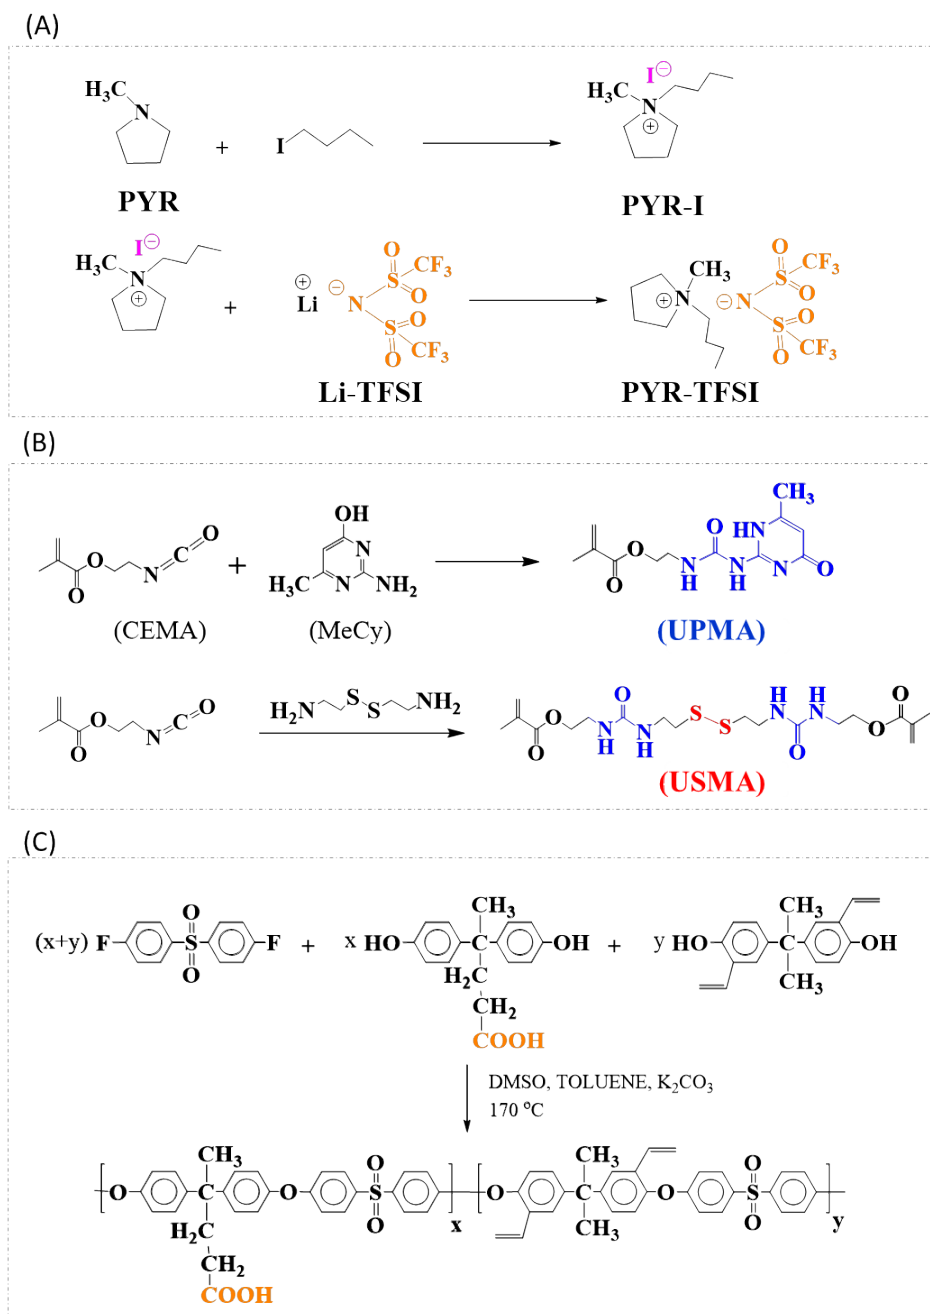 (A)
H₃C
N
+
I
PYR
I⊖
H₃C
N
⊕
PYR-I
I⊖
H₃C
N
⊕
+
⊕
Li
⊖
N
O
S
CF₃
O
O
S
CF₃
O
Li-TFSI
CH₃
N
⊕
⊖
N
O
S
CF₃
O
O
S
CF₃
O
PYR-TFSI
(B)
O
O
N
C
O
(CEMA)
+
OH
N
N
H₃C
NH₂
(MeCy)
O
O
N
H
O
N
H
HN
CH₃
N
O
(UPMA)
O
O
N
C
O
H₂N
S
S
NH₂
O
O
N
H
O
N
H
S
S
H
N
O
H
N
O
O
(USMA)
(C)
(x+y) F
O
S
O
F
+
x HO
CH₃
C
OH
H₂C
CH₂
COOH
+
y HO
CH₃
C
CH₃
OH
DMSO, TOLUENE, K₂CO₃
170 °C
O
CH₃
C
H₂C
CH₂
COOH
O
O
S
O
x
O
CH₃
C
CH₃
O
O
S
O
y